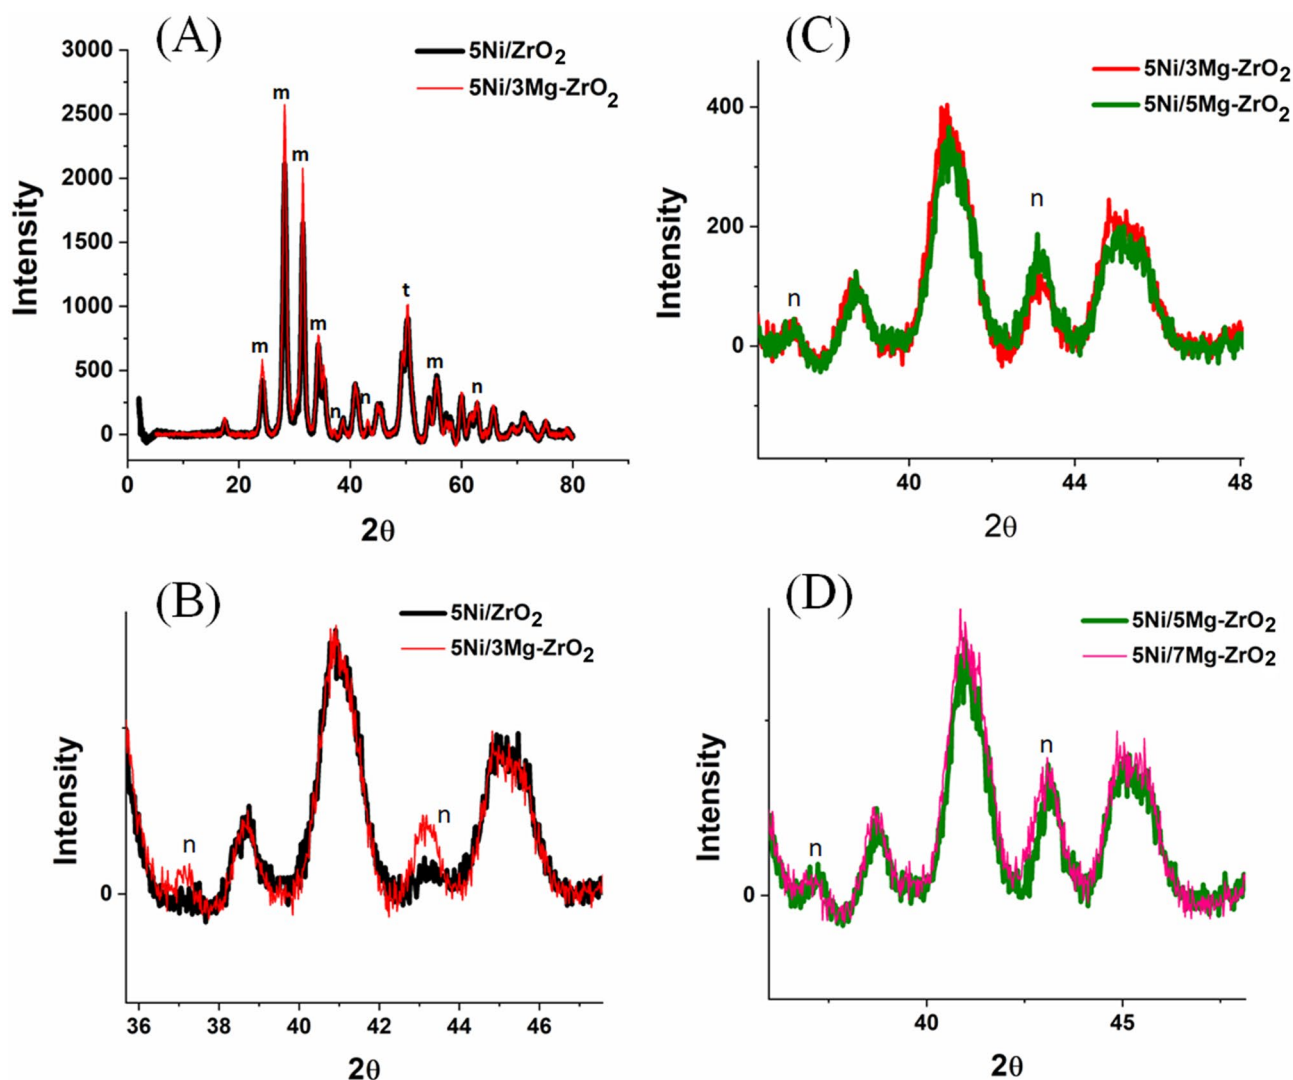 (A)
5Ni/ZrO2
5Ni/3Mg-ZrO2
3000
2500
2000
1500
1000
500
0
Intensity
m
m
m
m
n
n
t
m
n
0
20
40
60
80
2θ
(C)
5Ni/3Mg-ZrO2
5Ni/5Mg-ZrO2
400
200
0
Intensity
n
n
40
44
48
2θ
(B)
5Ni/ZrO2
5Ni/3Mg-ZrO2
Intensity
0
n
n
36
38
40
42
44
46
2θ
(D)
5Ni/5Mg-ZrO2
5Ni/7Mg-ZrO2
Intensity
0
n
n
40
45
2θ